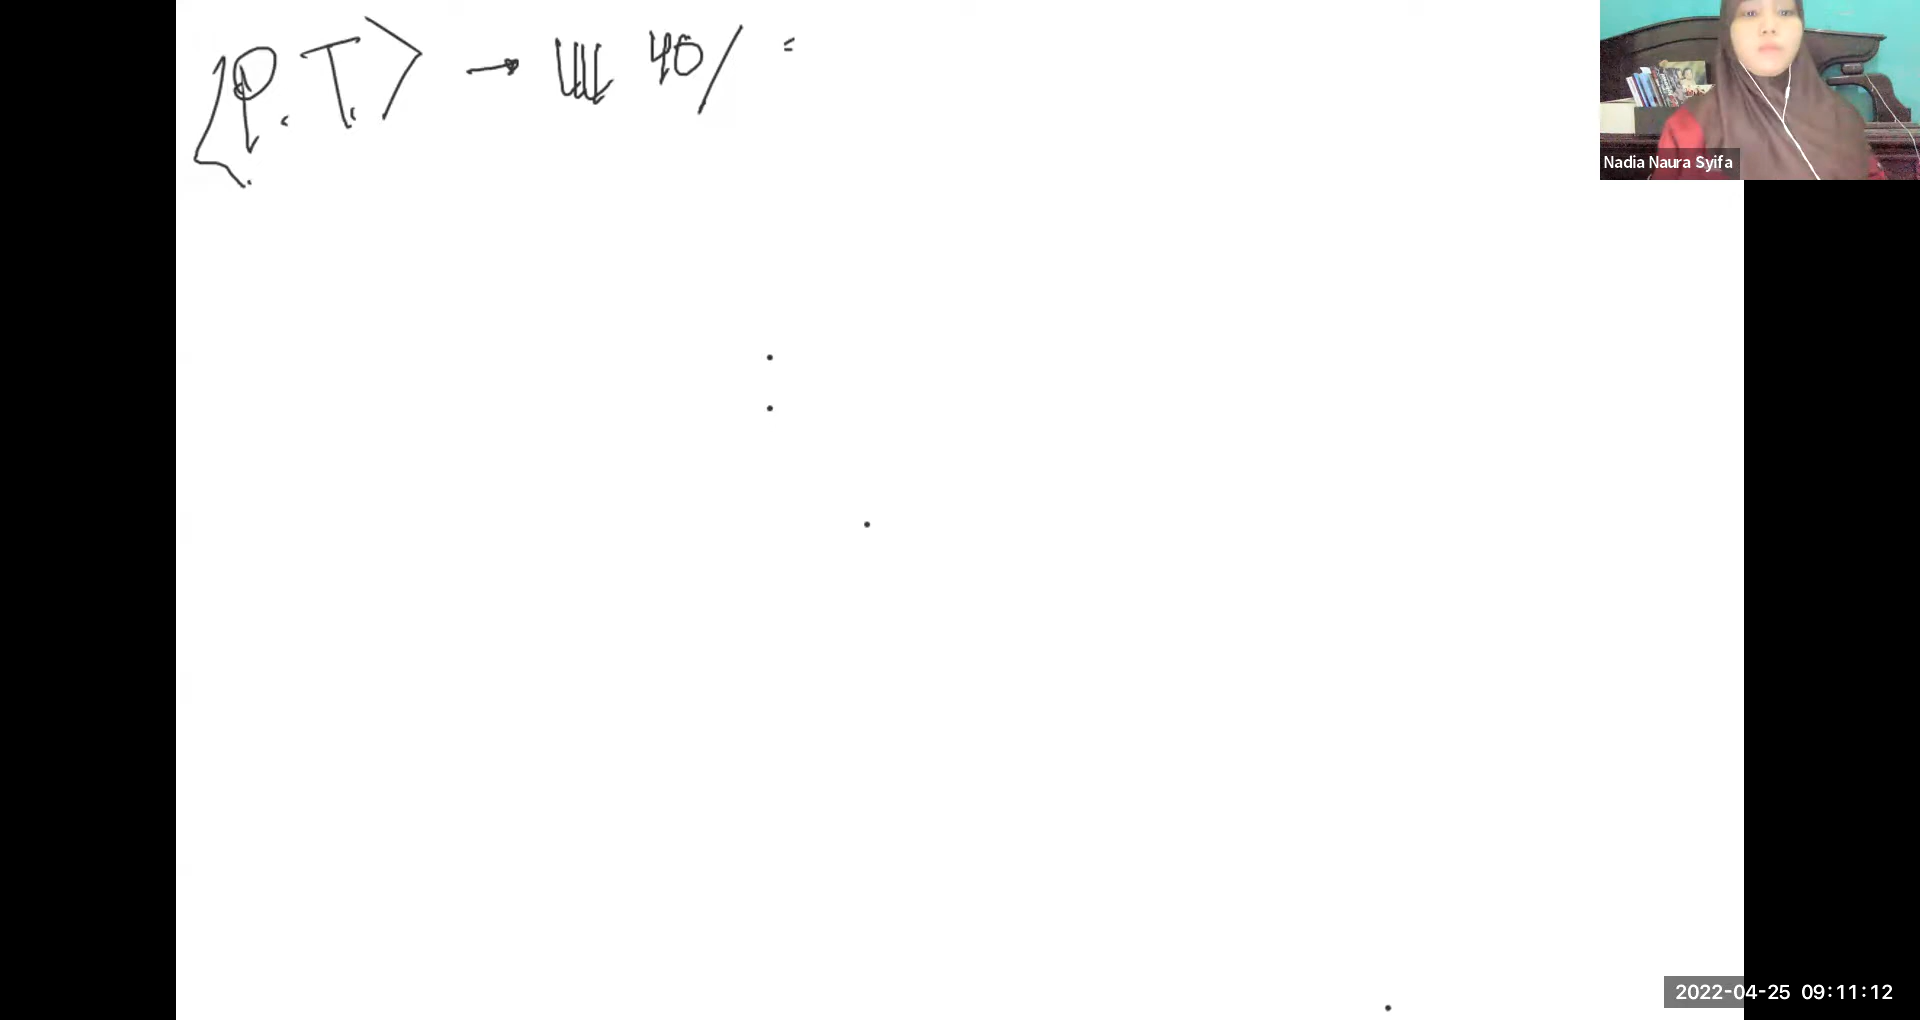 <P. T.> → 40/ =
Nadia Naura Syifa
2022-04-25 09:11:12